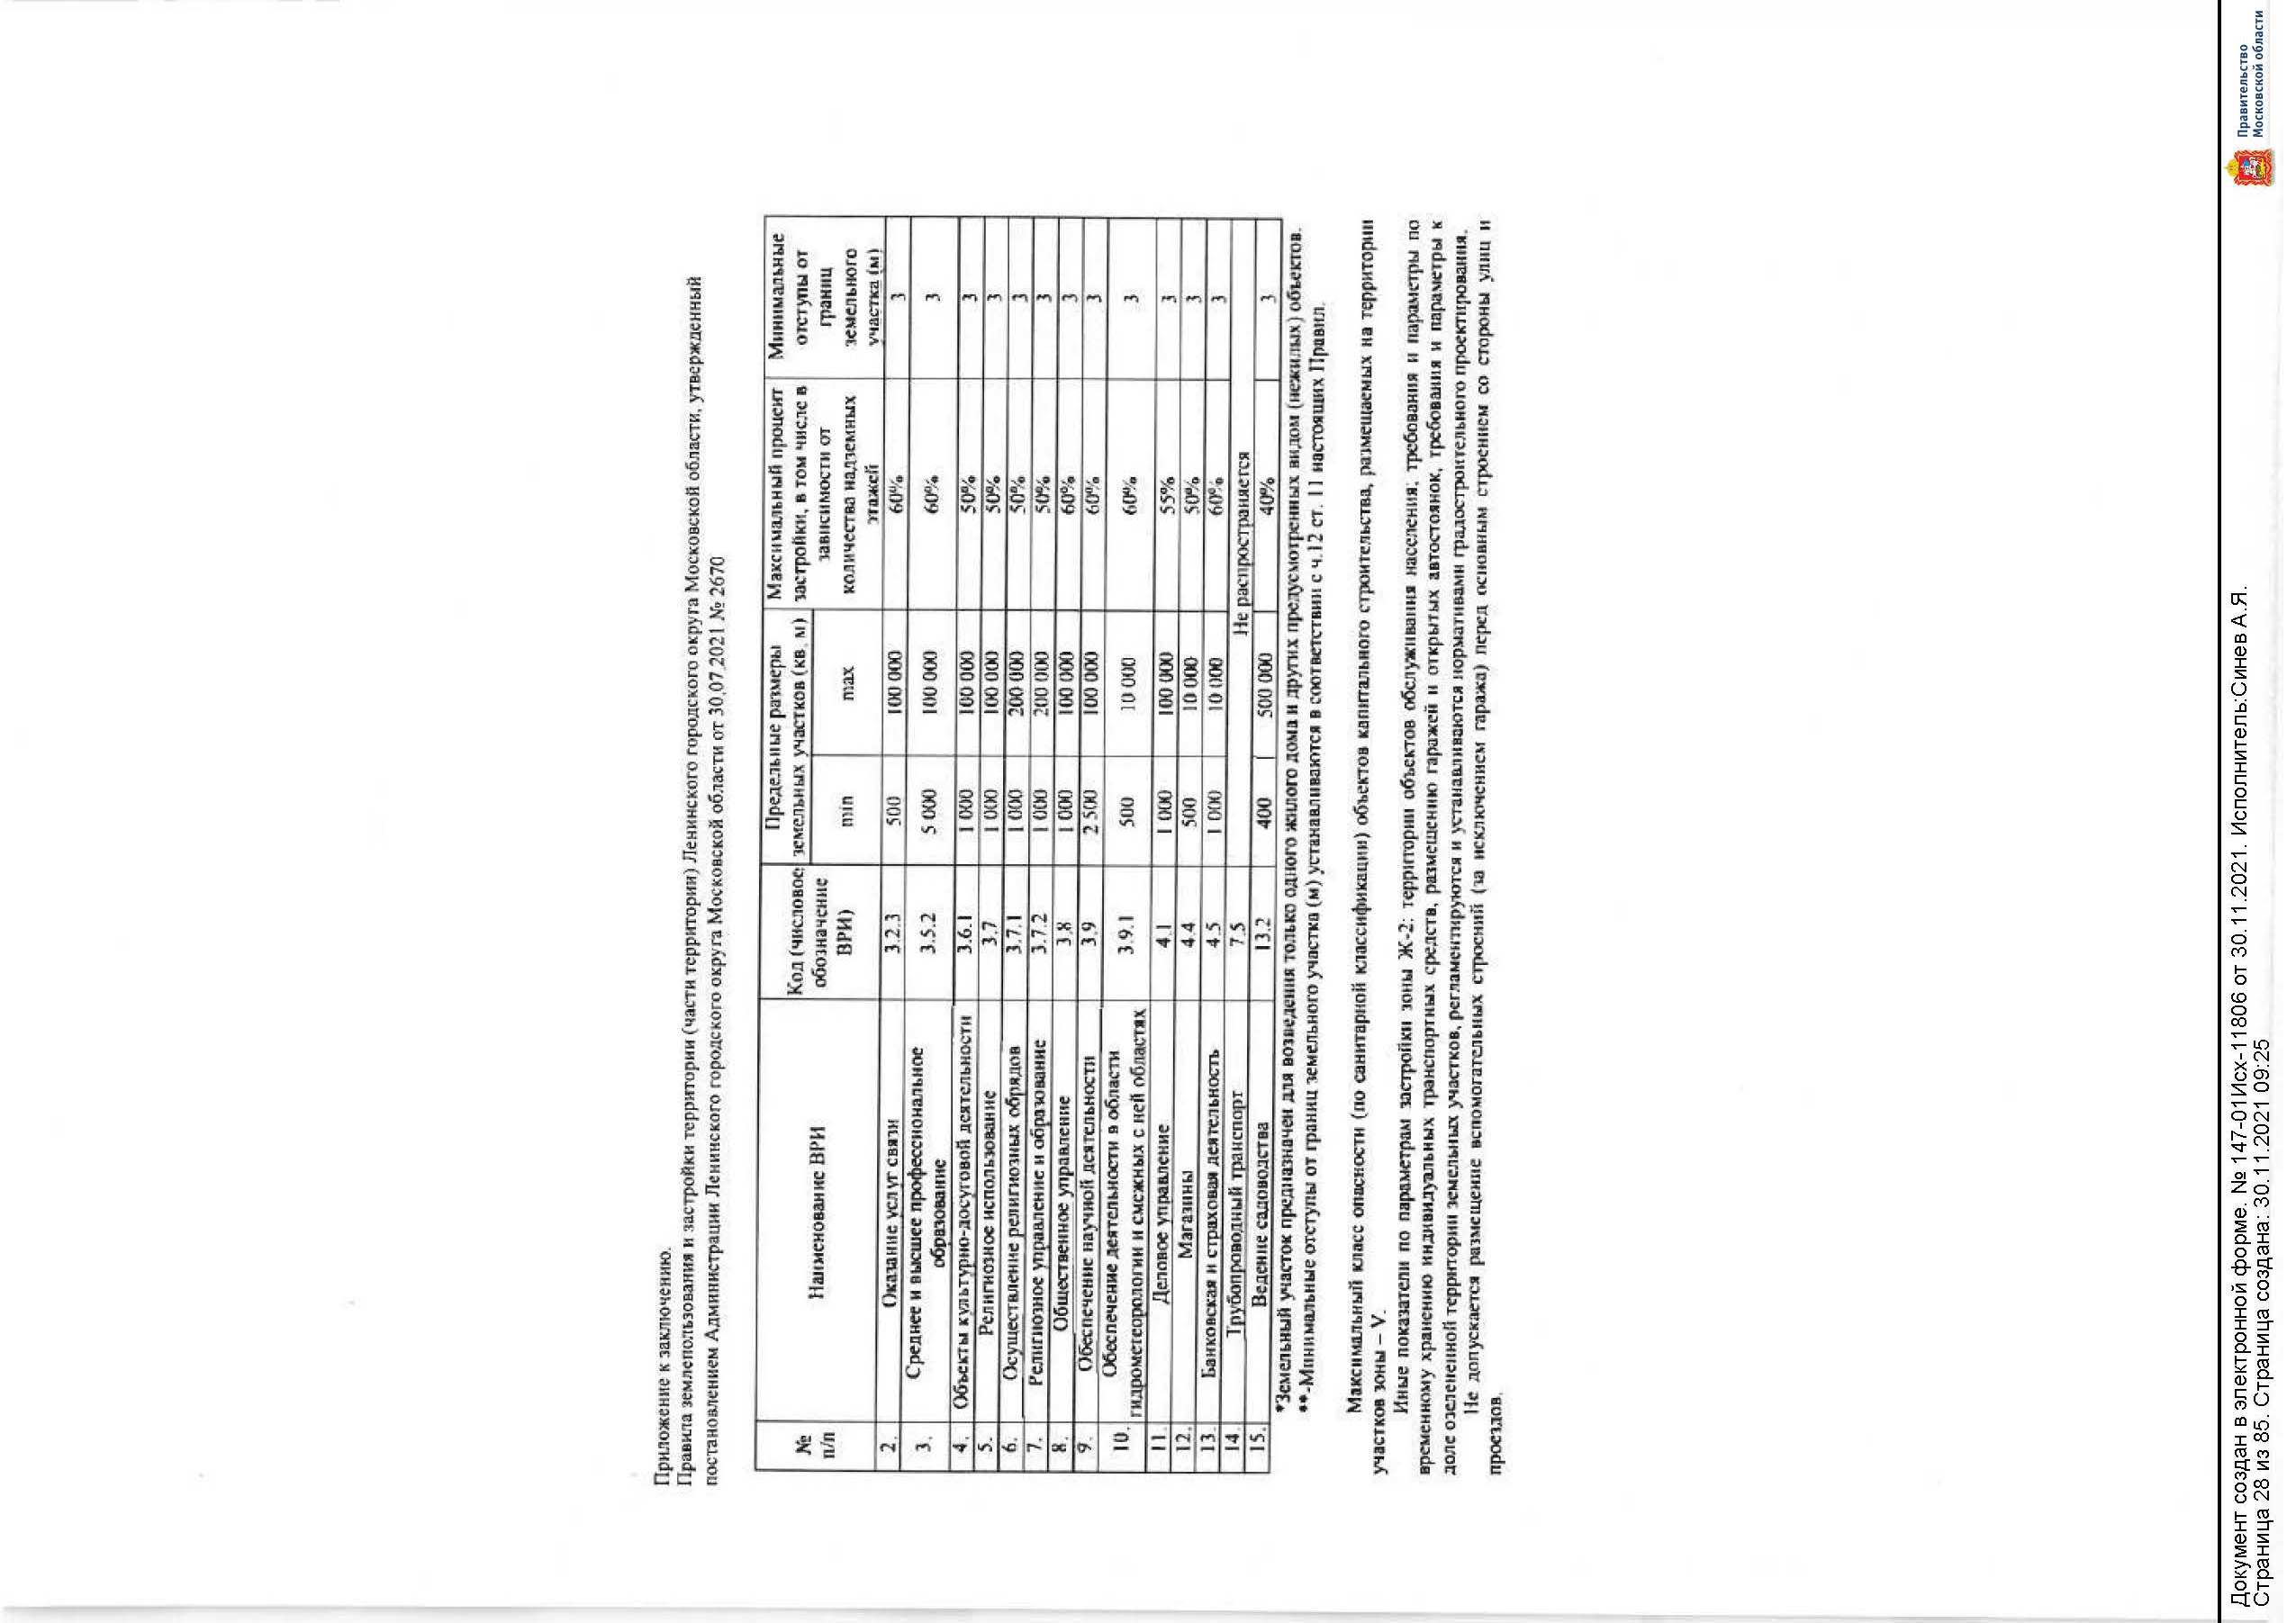 Приложение к заключению.
Правила землепользования и застройки территории (части территории) Ленинского городского округа Московской области, утвержденный
постановлением Администрации Ленинского городского округа Московской области от 30.07.2021 № 2670
№ п/п Наименование ВРИ Код (числовое обозначение ВРИ) Предельные размеры земельных участков (кв. м) Максимальный процент застройки, в том числе в зависимости от количества надземных этажей Минимальные отступы от границ земельного участка (м)
min max
2. Оказание услуг связи 3.2.3 500 100 000 60% 3
3. Среднее и высшее профессиональное образование 3.5.2 5 000 100 000 60% 3
4. Объекты культурно-досуговой деятельности 3.6.1 1 000 100 000 50% 3
5. Религиозное использование 3.7 1 000 100 000 50% 3
6. Осуществление религиозных обрядов 3.7.1 1 000 200 000 50% 3
7. Религиозное управление и образование 3.7.2 1 000 200 000 50% 3
8. Общественное управление 3.8 1 000 100 000 60% 3
9. Обеспечение научной деятельности 3.9 2 500 100 000 60% 3
10. Обеспечение деятельности в области гидрометеорологии и смежных с ней областях 3.9.1 500 10 000 60% 3
11. Деловое управление 4.1 1 000 100 000 55% 3
12. Магазины 4.4 500 10 000 50% 3
13. Банковская и страховая деятельность 4.5 1 000 10 000 60% 3
14. Трубопроводный транспорт 7.5 Не распространяется
15. Ведение садоводства 13.2 400 500 000 40% 3
*Земельный участок предназначен для возведения только одного жилого дома и других предусмотренных видом (нежилых) объектов.
**-Минимальные отступы от границ земельного участка (м) устанавливаются в соответствии с ч.12 ст. 11 настоящих Правил.
Максимальный класс опасности (по санитарной классификации) объектов капитального строительства, размещаемых на территории
участков зоны – V.
Иные показатели по параметрам застройки зоны Ж-2: территории объектов обслуживания населения; требования и параметры по
временному хранению индивидуальных транспортных средств, размещению гаражей и открытых автостоянок, требования и параметры к
доле озелененной территории земельных участков, регламентируются и устанавливаются нормативами градостроительного проектирования.
Не допускается размещение вспомогательных строений (за исключением гаража) перед основным строением со стороны улиц и
проездов.
Документ создан в электронной форме. № 147-01Исх-11806 от 30.11.2021. Исполнитель:Синев А.Я.
Страница 28 из 85. Страница создана: 30.11.2021 09:25
Правительство
Московской области